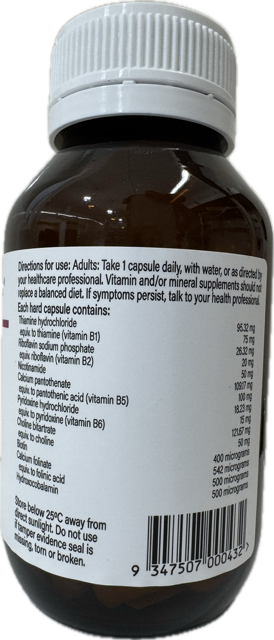 Directions for use: Adults: Take 1 capsule daily, with water, or as directed by
your healthcare professional. Vitamin and/or mineral supplements should not
replace a balanced diet. If symptoms persist, talk to your health professional.
Each hard capsule contains:
Thiamine hydrochloride 95.32 mg
equiv. to thiamine (vitamin B1) 75 mg
Riboflavin sodium phosphate 26.32 mg
equiv. riboflavin (vitamin B2) 20 mg
Nicotinamide 50 mg
Calcium pantothenate 109.17 mg
equiv. to pantothenic acid (vitamin B5) 100 mg
Pyridoxine hydrochloride 18.23 mg
equiv. to pyridoxine (vitamin B6) 15 mg
Choline bitartrate 121.67 mg
equiv. to choline 50 mg
Biotin 400 micrograms
Calcium folinate 542 micrograms
equiv. to folinic acid 500 micrograms
Hydroxocobalamin 500 micrograms
Store below 25°C away from
direct sunlight. Do not use
if tamper evidence seal is
missing, torn or broken.
9 347507 000432 >